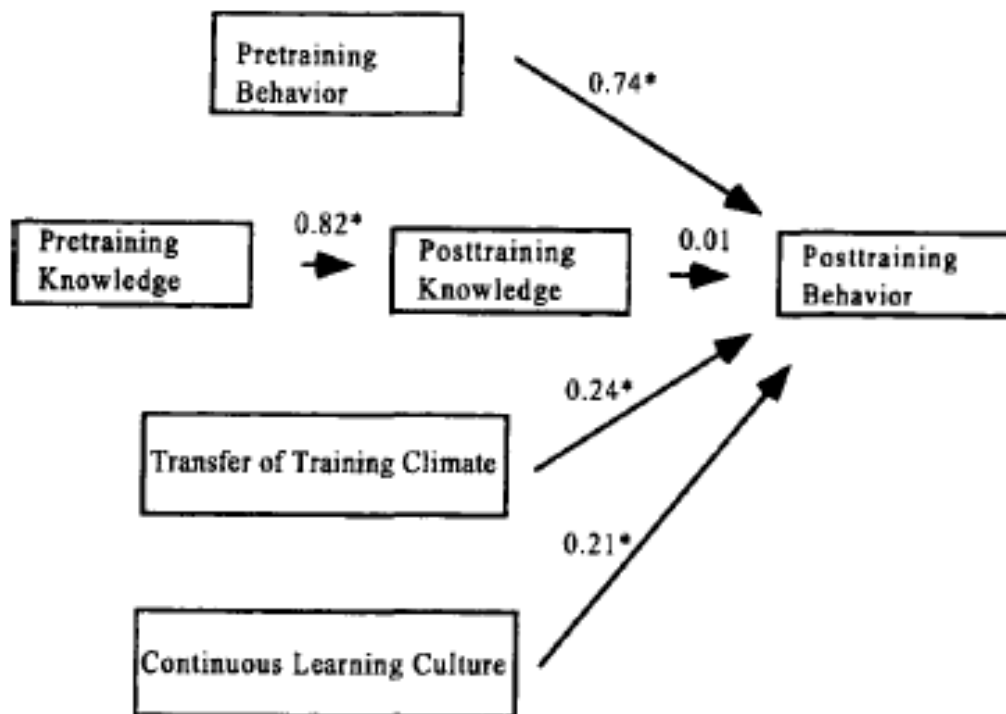 Pretraining
Behavior
0.74*
Pretraining
Knowledge
0.82*
Posttraining
Knowledge
0.01
Posttraining
Behavior
0.24*
Transfer of Training Climate
0.21*
Continuous Learning Culture